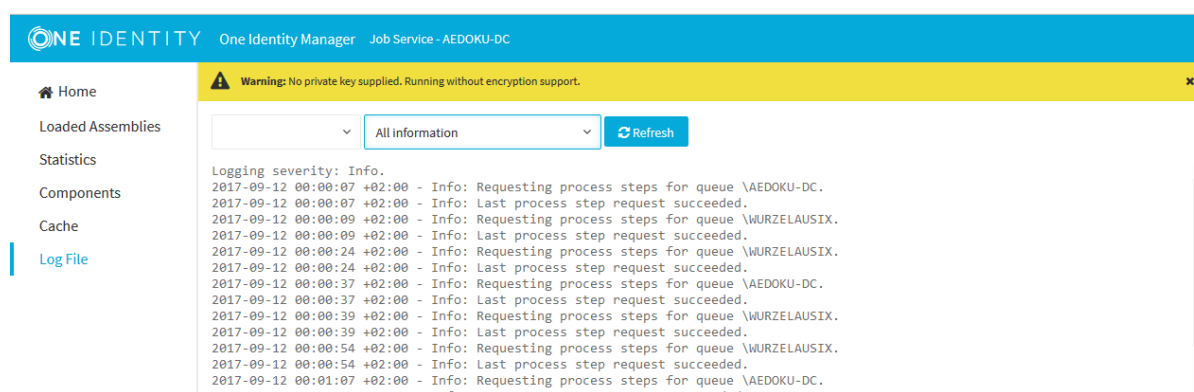 ONE IDENTITY One Identity Manager Job Service - AEDOKU-DC
Home
Loaded Assemblies
Statistics
Components
Cache
Log File
Warning: No private key supplied. Running without encryption support.
All information
Refresh
Logging severity: Info.
2017-09-12 00:00:07 +02:00 - Info: Requesting process steps for queue \AEDOKU-DC.
2017-09-12 00:00:07 +02:00 - Info: Last process step request succeeded.
2017-09-12 00:00:09 +02:00 - Info: Requesting process steps for queue \WURZELAUSIX.
2017-09-12 00:00:09 +02:00 - Info: Last process step request succeeded.
2017-09-12 00:00:24 +02:00 - Info: Requesting process steps for queue \WURZELAUSIX.
2017-09-12 00:00:24 +02:00 - Info: Last process step request succeeded.
2017-09-12 00:00:37 +02:00 - Info: Requesting process steps for queue \AEDOKU-DC.
2017-09-12 00:00:37 +02:00 - Info: Last process step request succeeded.
2017-09-12 00:00:39 +02:00 - Info: Requesting process steps for queue \WURZELAUSIX.
2017-09-12 00:00:39 +02:00 - Info: Last process step request succeeded.
2017-09-12 00:00:54 +02:00 - Info: Requesting process steps for queue \WURZELAUSIX.
2017-09-12 00:00:54 +02:00 - Info: Last process step request succeeded.
2017-09-12 00:01:07 +02:00 - Info: Requesting process steps for queue \AEDOKU-DC.